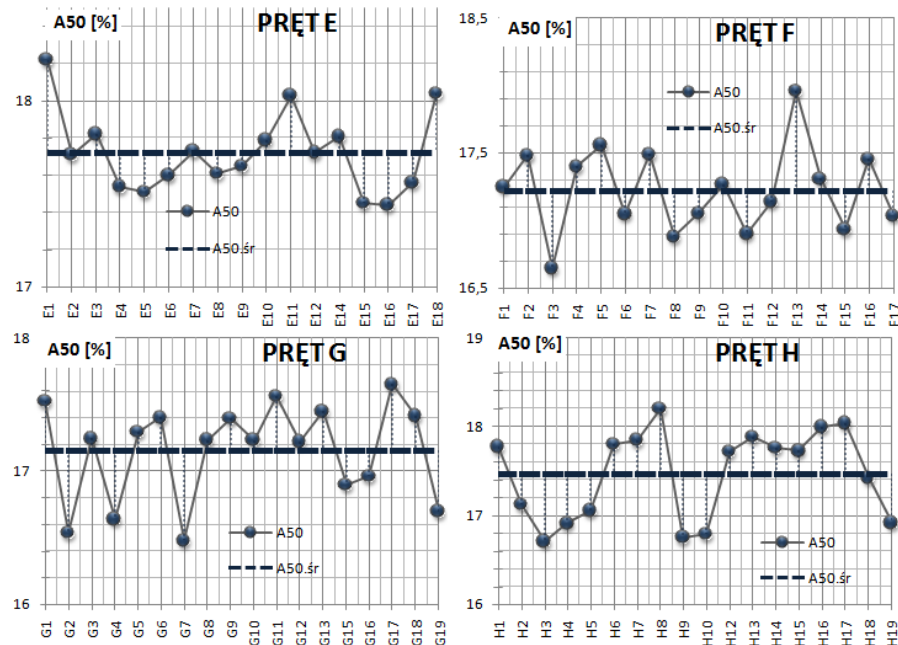 A50 [%]
PRĘT E
18
17
A50
A50.śr
E1 E2 E3 E4 E5 E6 E7 E8 E9 E10 E11 E12 E14 E15 E16 E17 E18
A50 [%]
PRĘT F
18,5
17,5
16,5
A50
A50.śr
F1 F2 F3 F4 F5 F6 F7 F8 F9 F10 F11 F12 F13 F14 F15 F16 F17
A50 [%]
PRĘT G
18
17
16
A50
A50.śr
G1 G2 G3 G4 G5 G6 G7 G8 G9 G10 G11 G12 G13 G15 G16 G17 G18 G19
A50 [%]
PRĘT H
19
18
17
16
A50
A50.śr
H1 H2 H3 H4 H5 H6 H7 H8 H9 H10 H12 H13 H14 H15 H16 H17 H18 H19